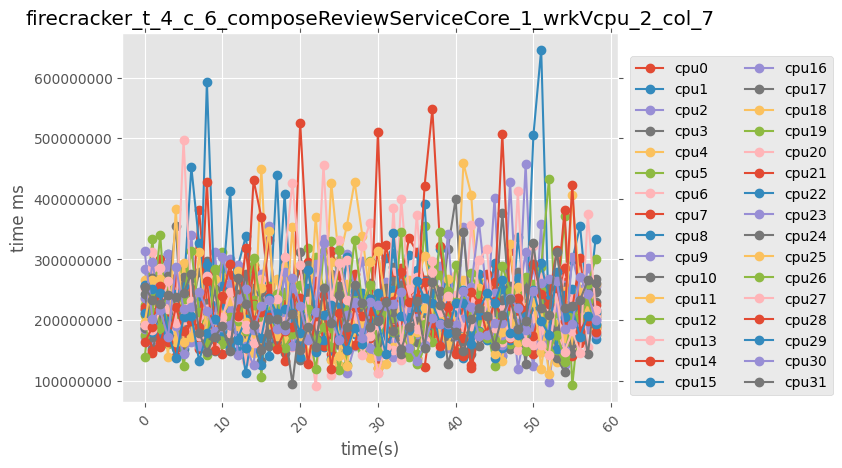 firecracker_t_4_c_6_composeReviewServiceCore_1_wrkVcpu_2_col_7
600000000
500000000
400000000
300000000
200000000
100000000
time ms
0
10
20
30
40
50
60
time(s)
cpu0
cpu1
cpu2
cpu3
cpu4
cpu5
cpu6
cpu7
cpu8
cpu9
cpu10
cpu11
cpu12
cpu13
cpu14
cpu15
cpu16
cpu17
cpu18
cpu19
cpu20
cpu21
cpu22
cpu23
cpu24
cpu25
cpu26
cpu27
cpu28
cpu29
cpu30
cpu31